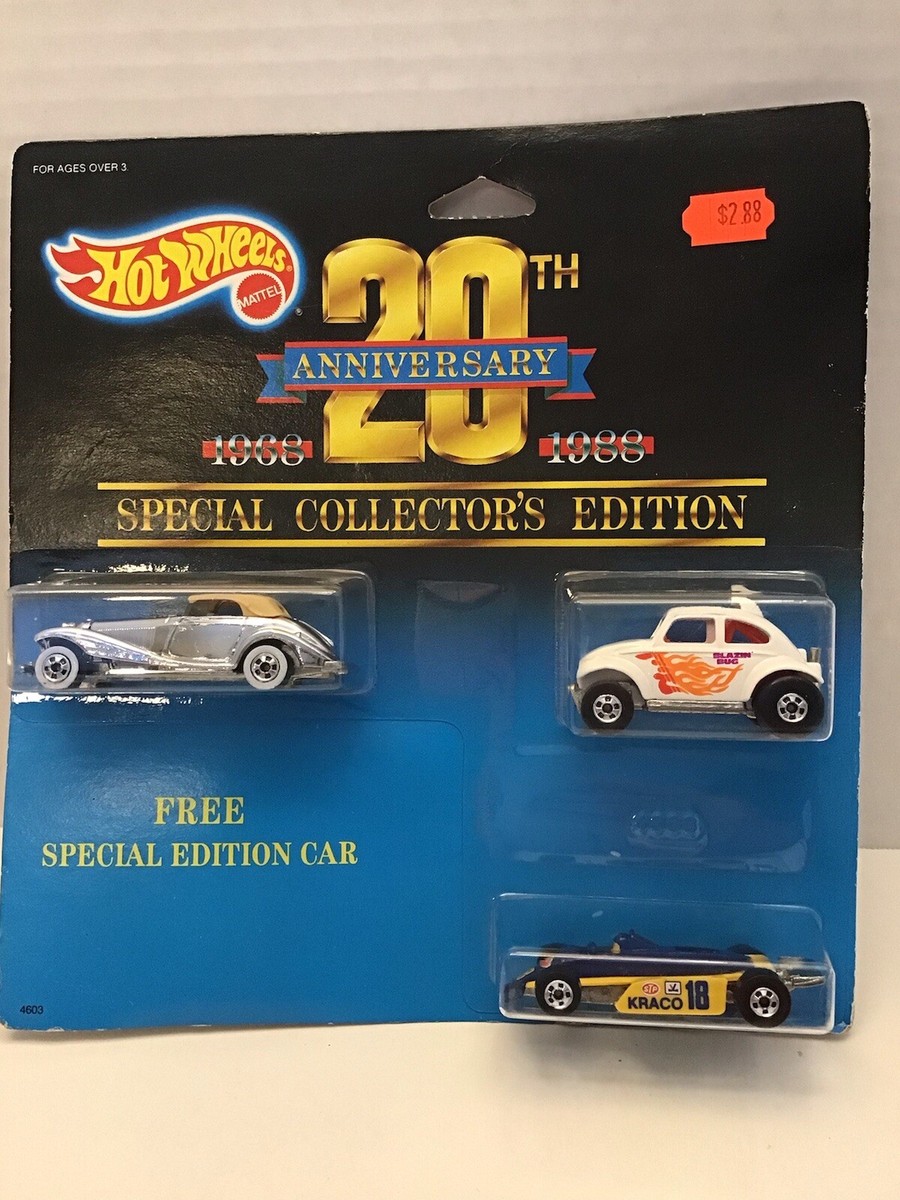 FOR AGES OVER 3
$2.88
Hot Wheels®
MATTEL
20TH
ANNIVERSARY
1968 1988
SPECIAL COLLECTOR'S EDITION
BLAZIN'
BUG
FREE
SPECIAL EDITION CAR
STP
KRACO 18
4603